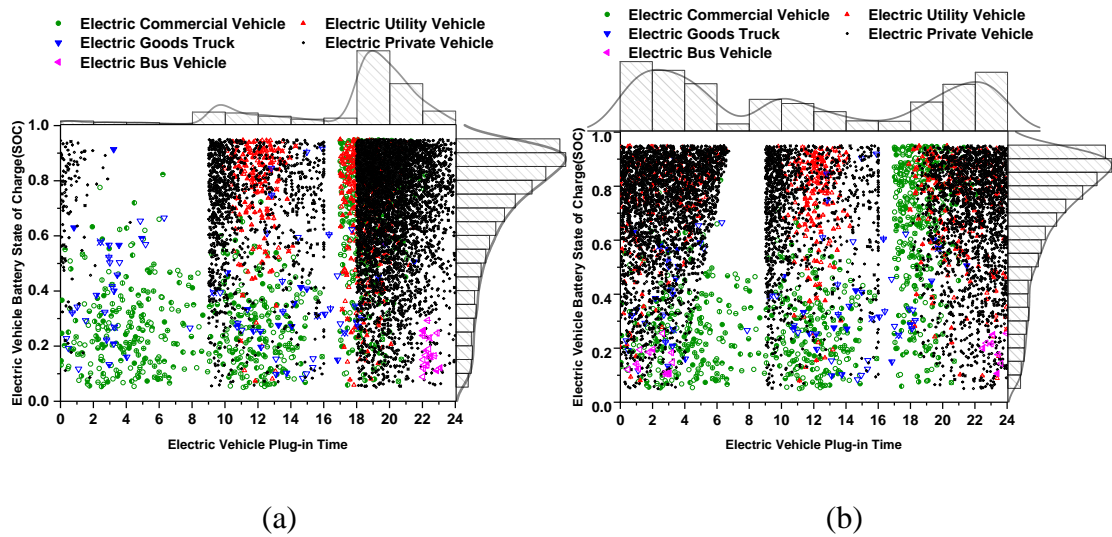 Electric Commercial Vehicle
Electric Goods Truck
Electric Bus Vehicle
Electric Utility Vehicle
Electric Private Vehicle
1.0
0.8
0.6
0.4
0.2
0.0
Electric Vehicle Battery State of Charge(SOC)
0 2 4 6 8 10 12 14 16 18 20 22 24
Electric Vehicle Plug-in Time
(a)
Electric Commercial Vehicle
Electric Goods Truck
Electric Bus Vehicle
Electric Utility Vehicle
Electric Private Vehicle
1.0
0.8
0.6
0.4
0.2
0.0
Electric Vehicle Battery State of Charge(SOC)
0 2 4 6 8 10 12 14 16 18 20 22 24
Electric Vehicle Plug-in Time
(b)